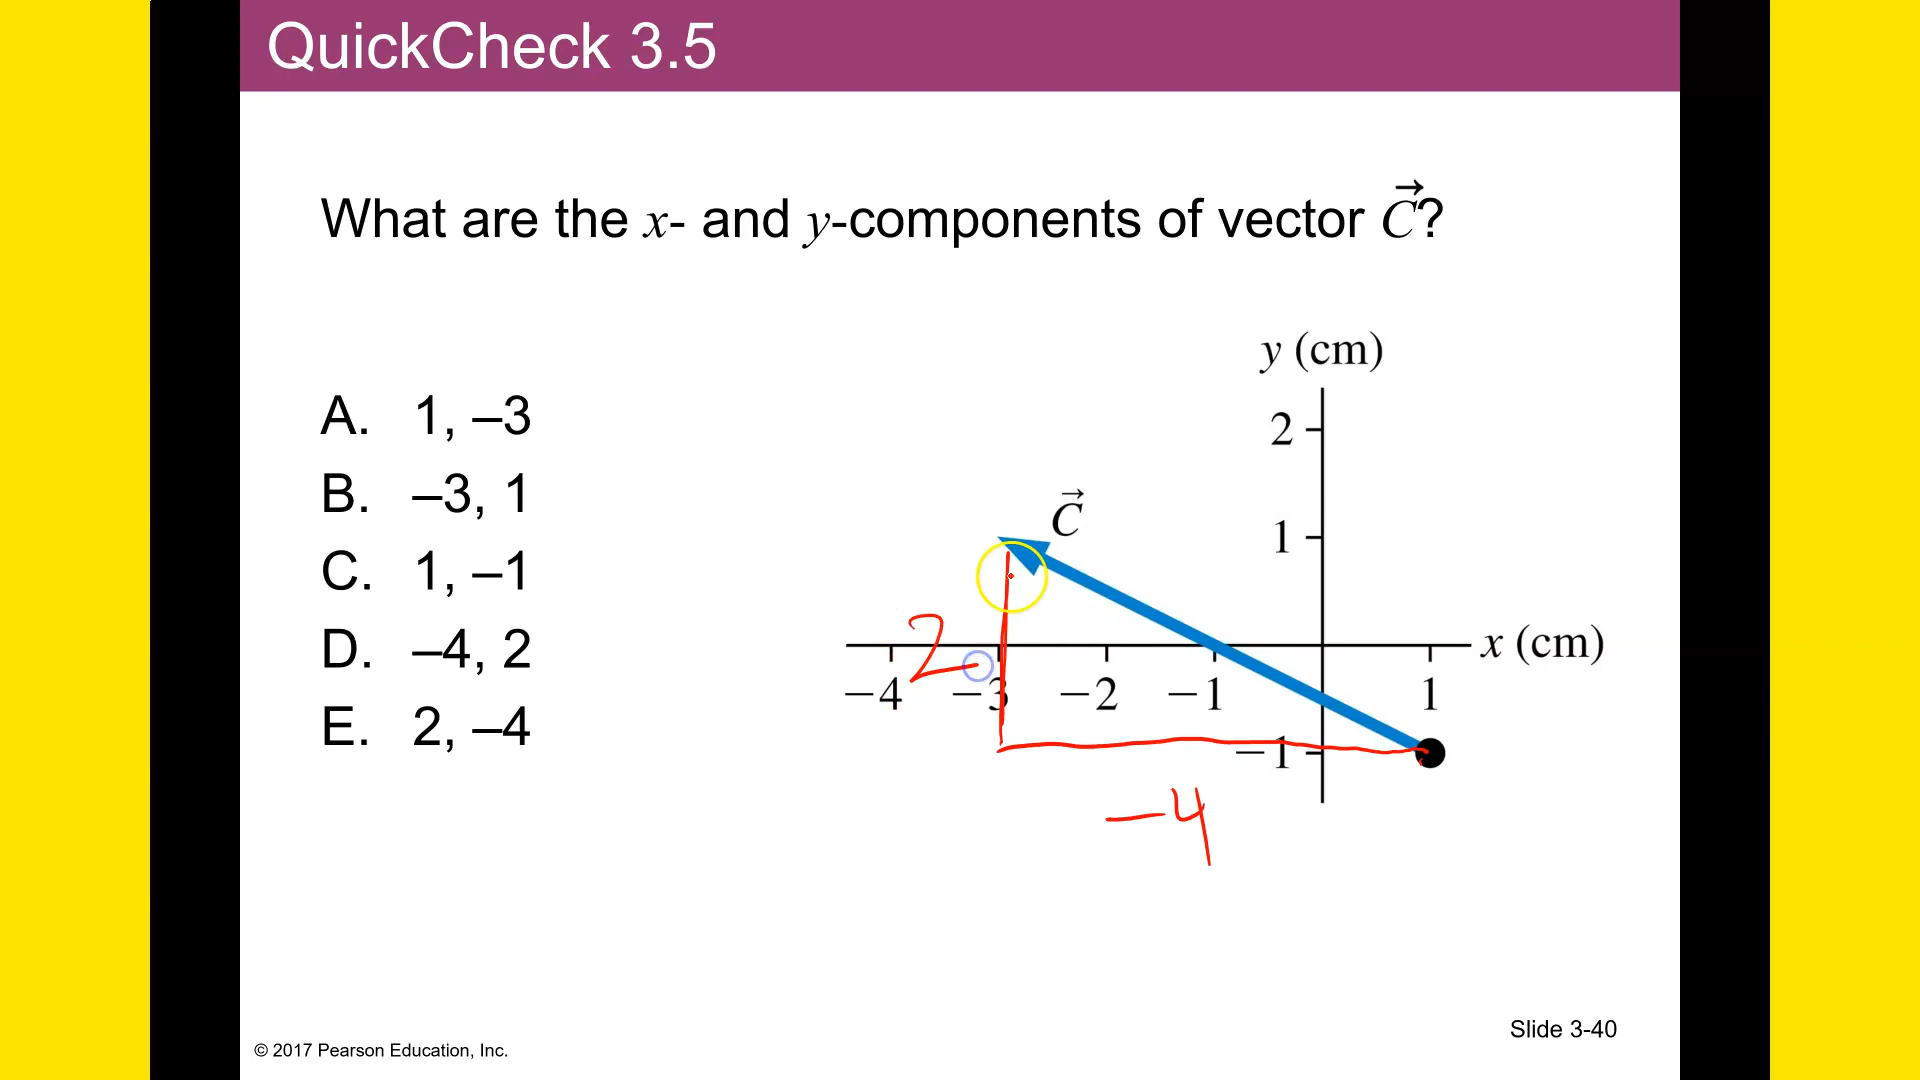 QuickCheck 3.5
What are the x- and y-components of vector C⃗?
A. 1, –3
B. –3, 1
C. 1, –1
D. –4, 2
E. 2, –4
y (cm)
2
1
C⃗
x (cm)
−4 −3 −2 −1 1
−1
2
−4
Slide 3-40
© 2017 Pearson Education, Inc.